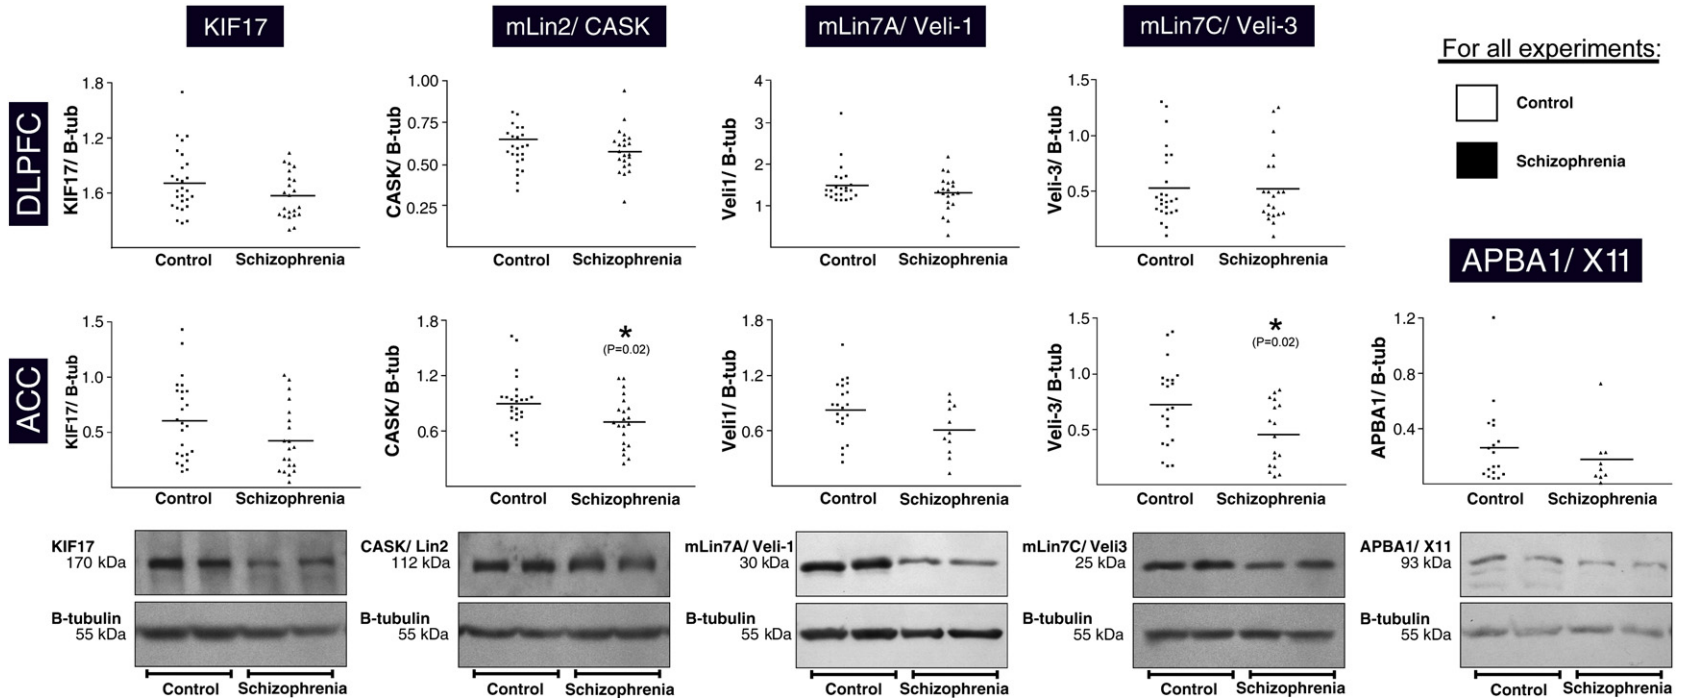 KIF17
mLin2/ CASK
mLin7A/ Veli-1
mLin7C/ Veli-3
For all experiments:
Control
Schizophrenia
DLPFC
KIF17/ B-tub
1.8
1.2
1.6
Control Schizophrenia
CASK/ B-tub
1.00
0.75
0.50
0.25
Control Schizophrenia
Veli1/ B-tub
4
3
2
1
Control Schizophrenia
Veli-3/ B-tub
1.5
1.0
0.5
Control Schizophrenia
APBA1/ X11
ACC
KIF17/ B-tub
1.5
1.0
0.5
Control Schizophrenia
CASK/ B-tub
1.8
1.2
0.6
*
(P=0.02)
Control Schizophrenia
Veli1/ B-tub
1.8
1.2
0.6
Control Schizophrenia
Veli-3/ B-tub
1.5
1.0
0.5
*
(P=0.02)
Control Schizophrenia
APBA1/ B-tub
1.2
0.8
0.4
Control Schizophrenia
KIF17
170 kDa
B-tubulin
55 kDa
Control Schizophrenia
CASK/ Lin2
112 kDa
B-tubulin
55 kDa
Control Schizophrenia
mLin7A/ Veli-1
30 kDa
B-tubulin
55 kDa
Control Schizophrenia
mLin7C/ Veli3
25 kDa
B-tubulin
55 kDa
Control Schizophrenia
APBA1/ X11
93 kDa
B-tubulin
55 kDa
Control Schizophrenia